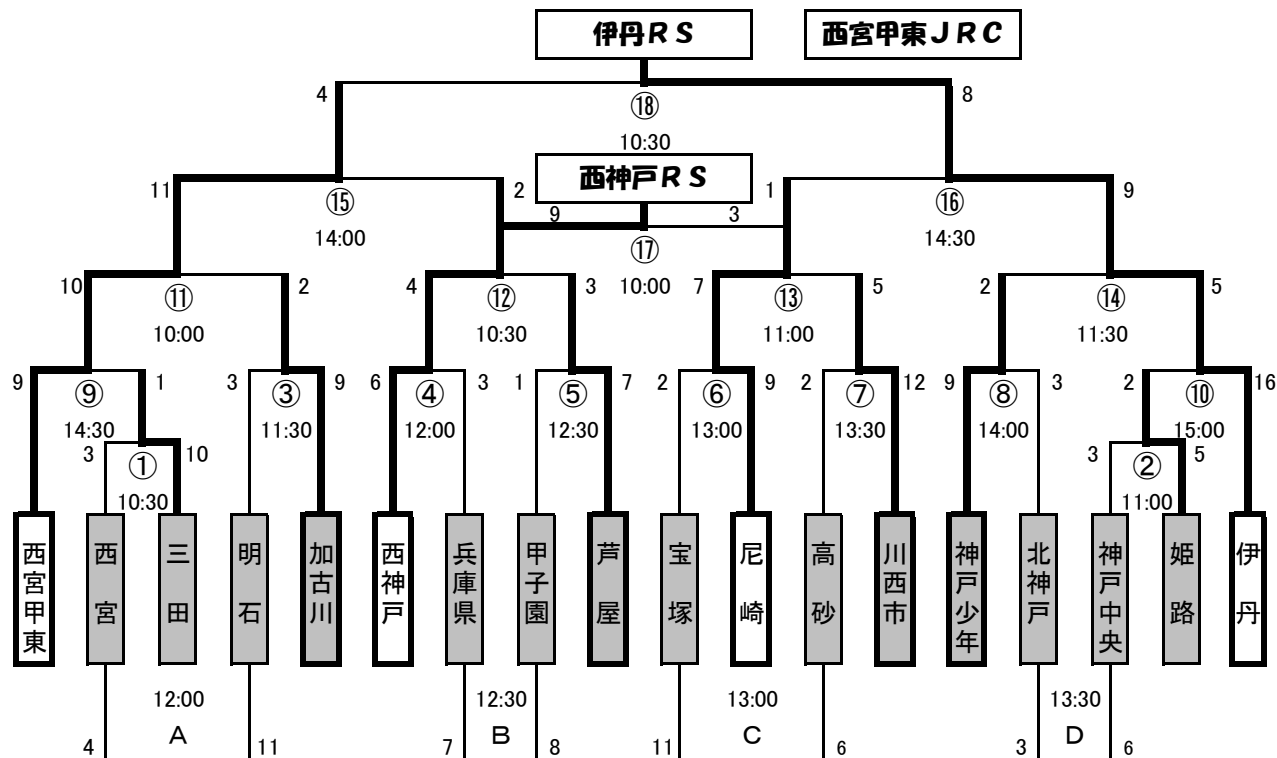 伊丹RS 西宮甲東JRC
4 ⑱ 8
10:30
西神戸RS
11 ⑮ 2 9 3 1 ⑯ 9
14:00 ⑰ 14:30
10 ⑪ 2 4 ⑫ 3 10:00 7 ⑬ 5 2 ⑭ 5
10:00 10:30 11:00 11:30
9 ⑨ 1 3 ③ 9 6 ④ 3 1 ⑤ 7 2 ⑥ 9 2 ⑦ 12 9 ⑧ 3 2 ⑩ 16
14:30 11:30 12:00 12:30 13:00 13:30 14:00 15:00
3 ① 10 3 ② 5
10:30 11:00
西宮甲東
西宮
三田
明石
加古川
西神戸
兵庫県
甲子園
芦屋
宝塚
尼崎
高砂
川西市
神戸少年
北神戸
神戸中央
姫路
伊丹
12:00 12:30 13:00 13:30
4 A 11 7 B 8 11 C 6 3 D 6